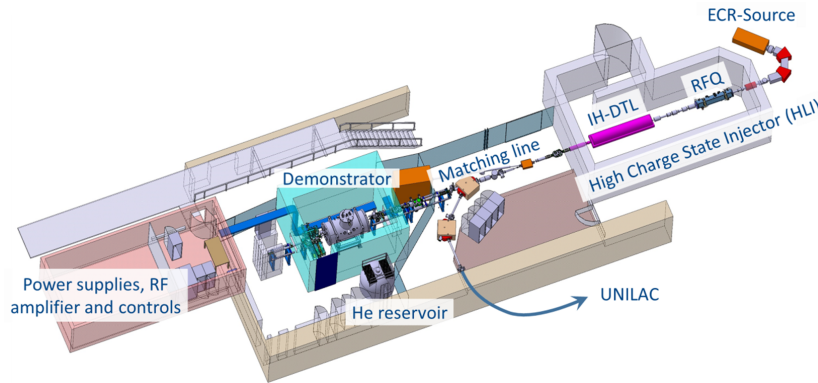 ECR-Source
RFQ
IH-DTL
High Charge State Injector (HLI)
Matching line
Demonstrator
Power supplies, RF
amplifier and controls
He reservoir
UNILAC